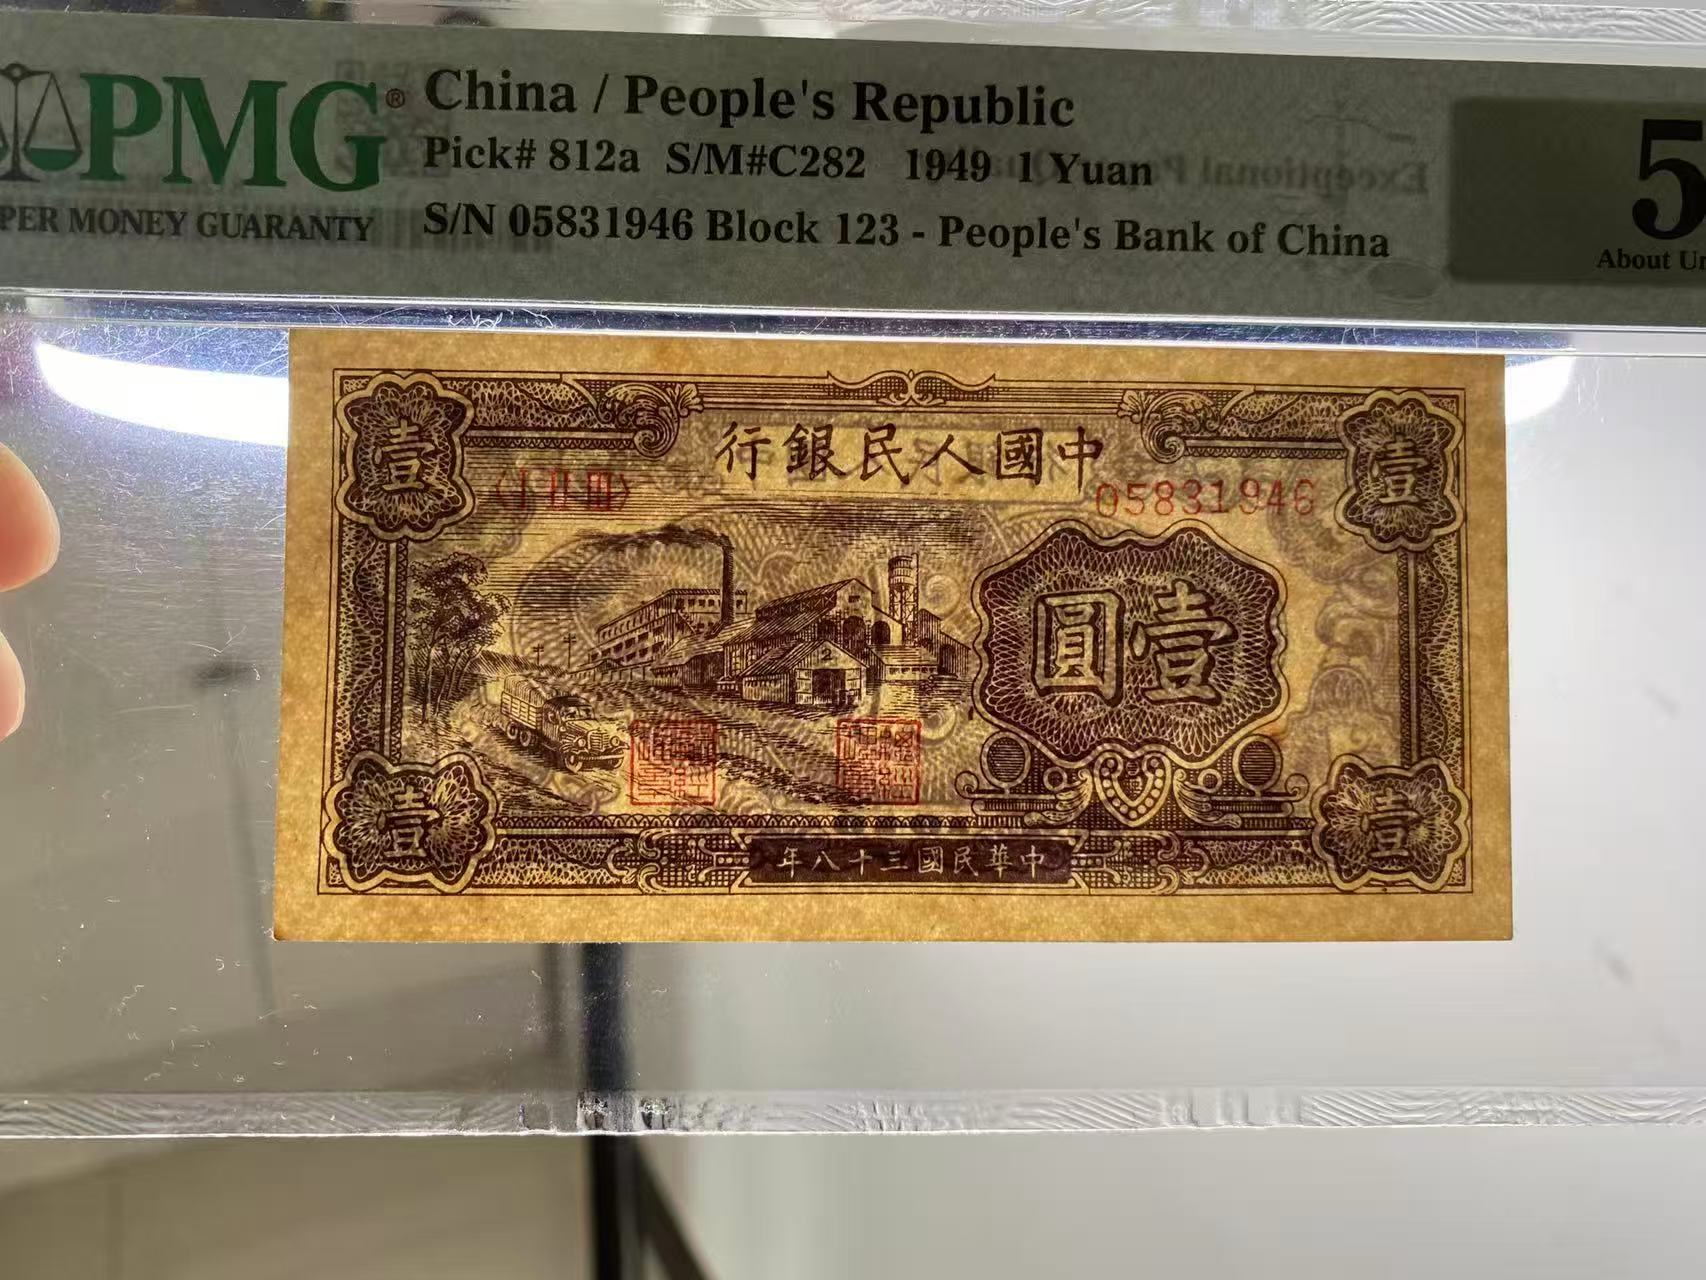 PMG®
PER MONEY GUARANTY
China / People's Republic
Pick# 812a S/M#C282 1949 1 Yuan
S/N 05831946 Block 123 - People's Bank of China
5
About Un
行銀民人國中
05831946
壹
壹
圓壹
2
壹
壹
年八十三國民華中